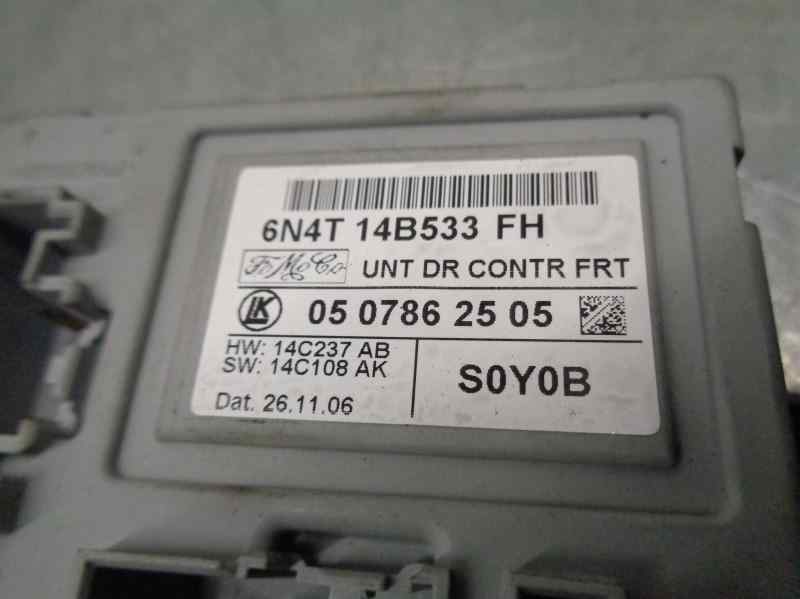 6N4T 14B533 FH
FoMoCo UNT DR CONTR FRT
LK 05 0786 25 05
HW: 14C237 AB
SW: 14C108 AK
S0Y0B
Dat. 26.11.06